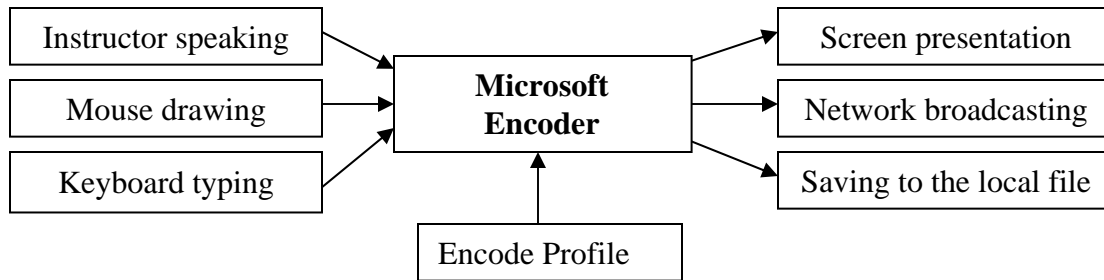 Instructor speaking
Mouse drawing
Keyboard typing
Microsoft
Encoder
Encode Profile
Screen presentation
Network broadcasting
Saving to the local file